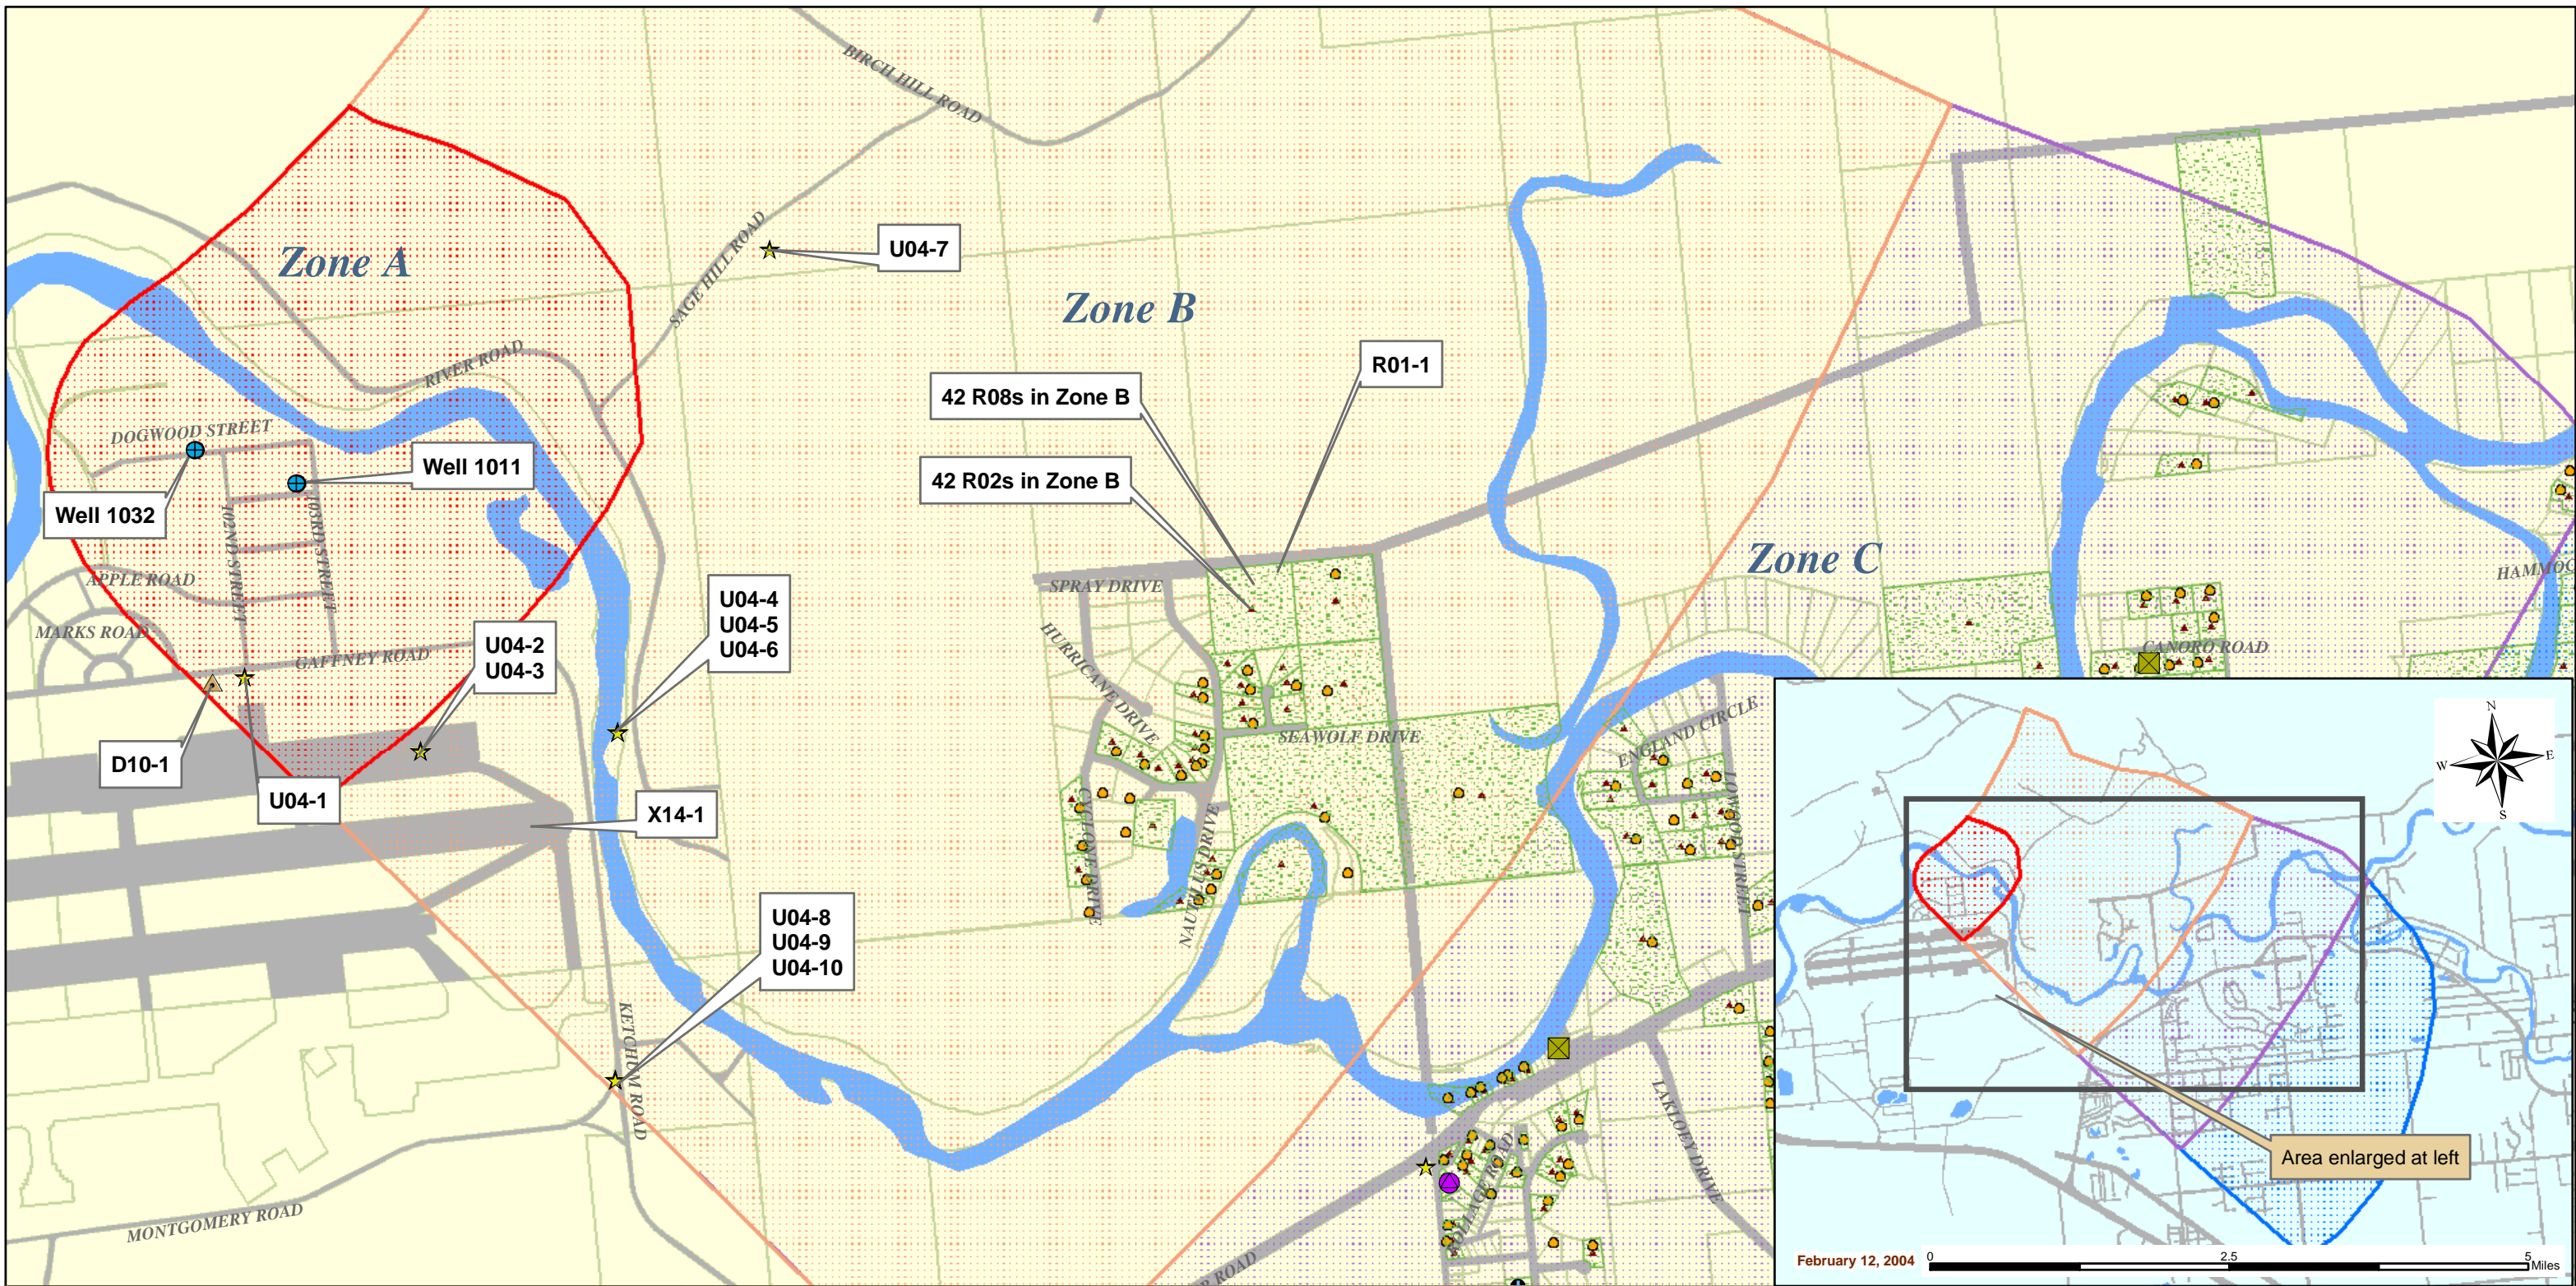 BIRCH HILL ROAD
SAGE HILL ROAD
U04-7
Zone A
Zone B
RIVER ROAD
R01-1
42 R08s in Zone B
DOGWOOD STREET
Well 1011
42 R02s in Zone B
Well 1032
102ND STREET
103RD STREET
Zone C
APPLE ROAD
SPRAY DRIVE
MARKS ROAD
HURRICANE DRIVE
U04-4
U04-5
U04-6
GAFFNEY ROAD
U04-2
U04-3
CANORO ROAD
SEAWOLF DRIVE
ENGLAND CIRCLE
D10-1
U04-1
X14-1
CYCLONE DRIVE
NAUTILUS DRIVE
U04-8
U04-9
U04-10
KETCHUM ROAD
LAKLOEY DRIVE
MONTGOMERY ROAD
ROAD
N
W
E
S
Area enlarged at left
February 12, 2004
0
2.5
5
Miles